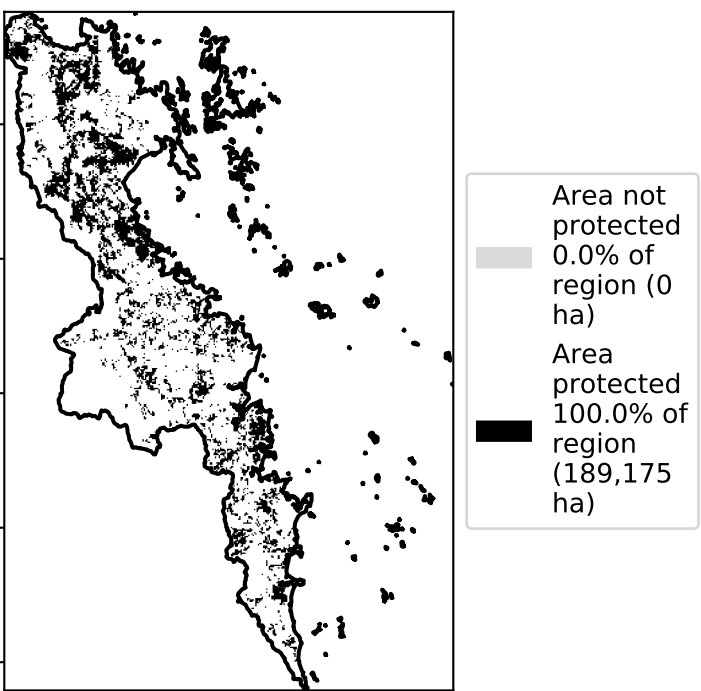 Area not
protected
0.0% of
region (0
ha)
Area
protected
100.0% of
region
(189,175
ha)